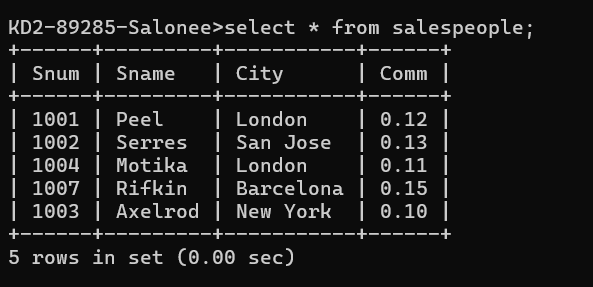 KD2-89285-Salonee>select * from salespeople;
+------+---------+-----------+------+
| Snum | Sname   | City      | Comm |
+------+---------+-----------+------+
| 1001 | Peel    | London    | 0.12 |
| 1002 | Serres  | San Jose  | 0.13 |
| 1004 | Motika  | London    | 0.11 |
| 1007 | Rifkin  | Barcelona | 0.15 |
| 1003 | Axelrod | New York  | 0.10 |
+------+---------+-----------+------+
5 rows in set (0.00 sec)